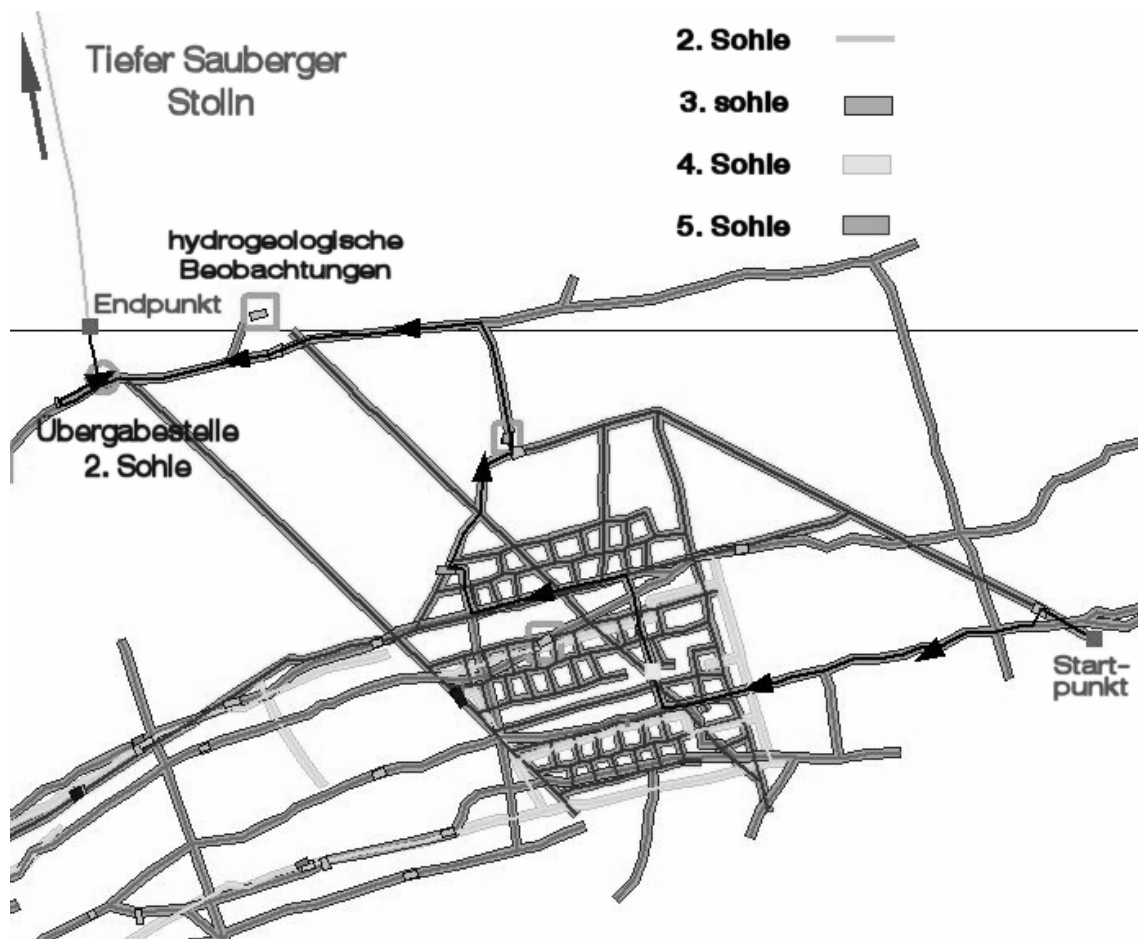 Tiefer Sauberger
Stolln
2. Sohle
3. sohle
4. Sohle
5. Sohle
hydrogeologische
Beobachtungen
Endpunkt
Übergabestelle
2. Sohle
Start-
punkt